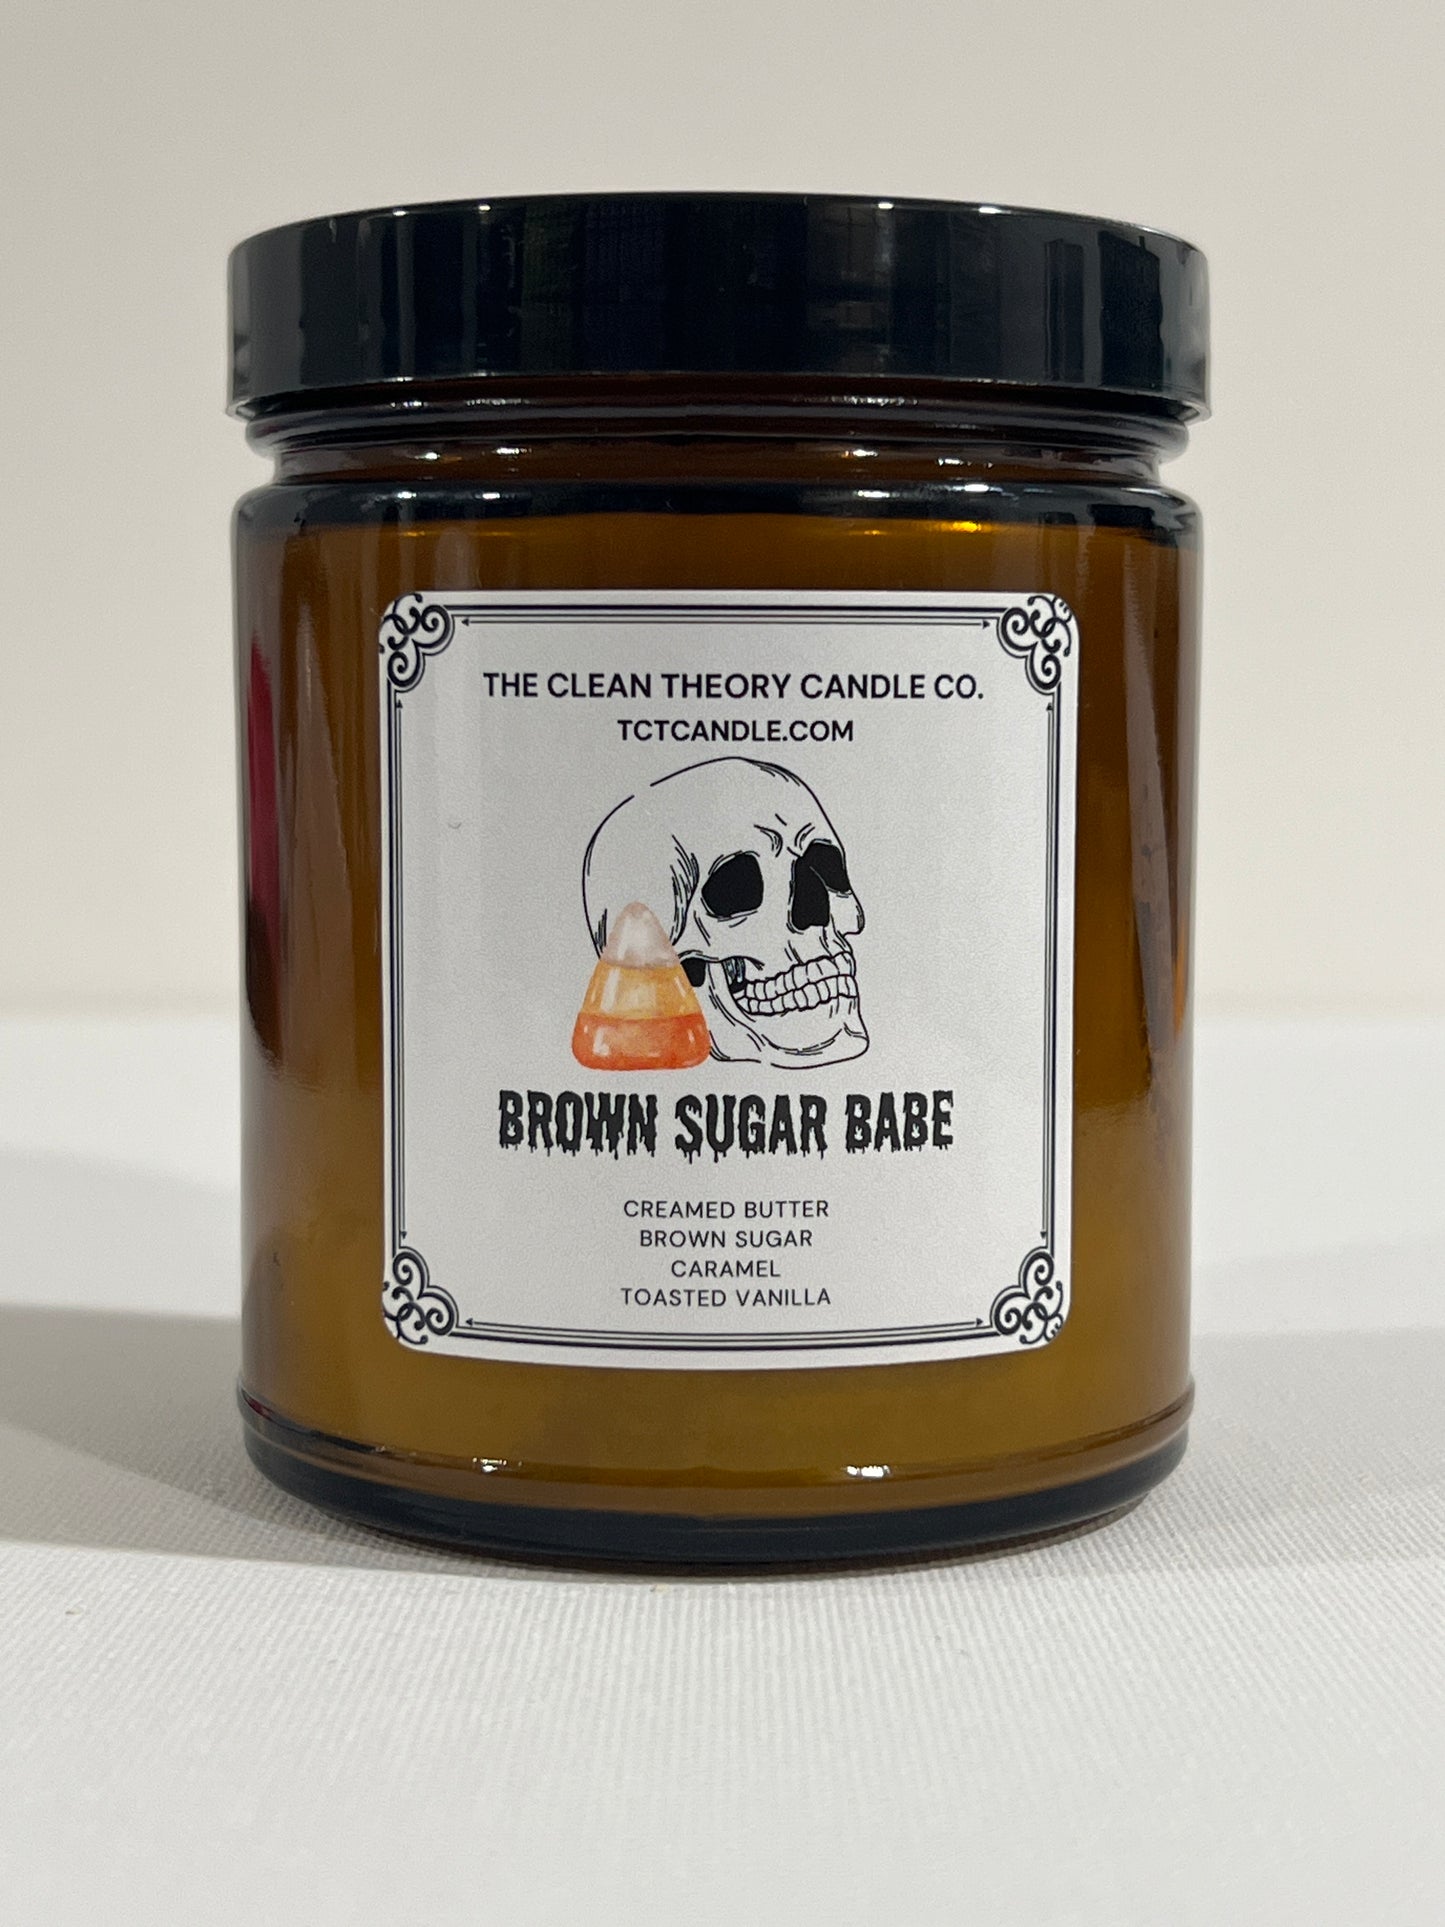 THE CLEAN THEORY CANDLE CO.
TCTCANDLE.COM
BROWN SUGAR BABE
CREAMED BUTTER
BROWN SUGAR
CARAMEL
TOASTED VANILLA